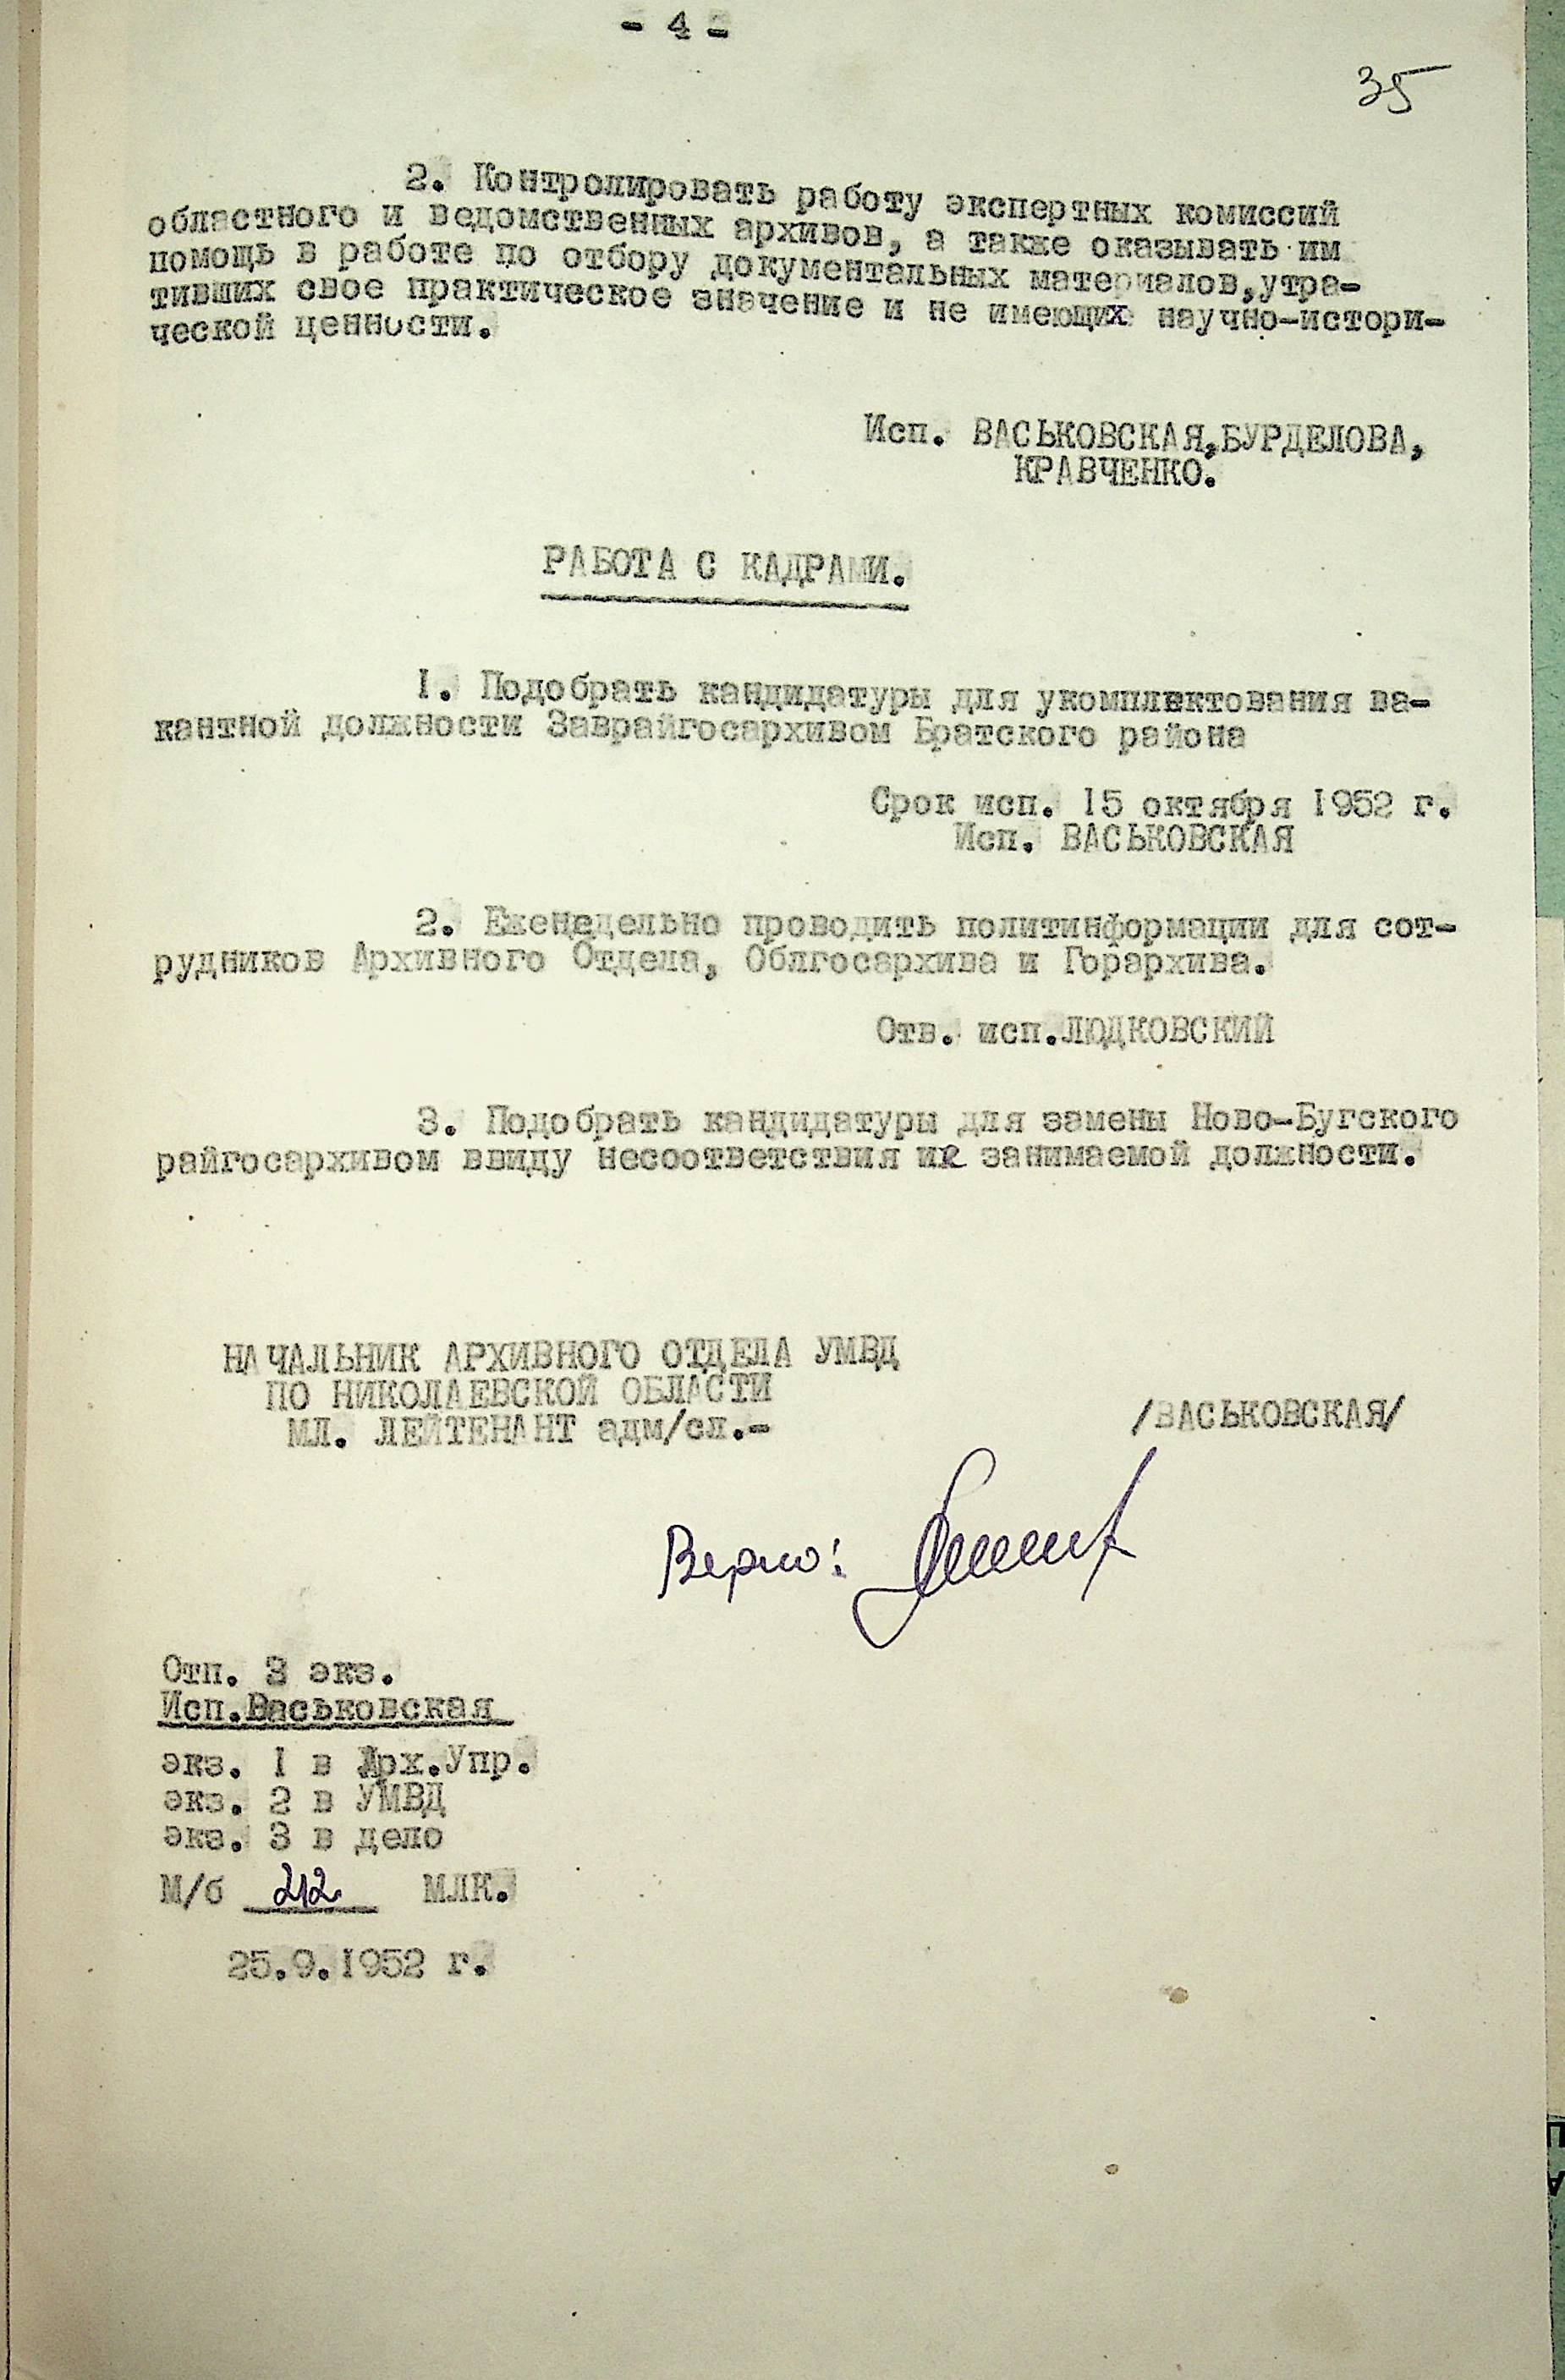 - 4 -
35
2. Контролировать работу экспертных комиссий
областного и ведомственных архивов, а также оказывать им
помощь в работе по отбору документальных материалов,утра-
тивших свое практическое значение и не имеющих научно-истори-
ческой ценности.
Исп. ВАСЬКОВСКАЯ,БУРДЕЛОВА,
КРАВЧЕНКО.
РАБОТА С КАДРАМИ.
1. Подобрать кандидатуры для укомплектования ва-
кантной должности Заврайгосархивом Братского района
Срок исп. 15 октября 1952 г.
Исп. ВАСЬКОВСКАЯ
2. Еженедельно проводить политинформации для сот-
рудников Архивного Отдела, Облгосархива и Горархива.
Отв. исп.ЛЮДКОВСКИЙ
3. Подобрать кандидатуры для замены Ново-Бугского
райгосархивом ввиду несоответствия занимаемой должности.
НАЧАЛЬНИК АРХИВНОГО ОТДЕЛА УМВД
ПО НИКОЛАЕВСКОЙ ОБЛАСТИ
МЛ. ЛЕЙТЕНАНТ адм/сл.-
/ВАСЬКОВСКАЯ/
Верно:
Отп. 3 экз.
Исп.Васьковская
экз. 1 в Арх.Упр.
экз. 2 в УМВД
экз. 3 в дело
М/б 212 МЛК.
25.9.1952 г.